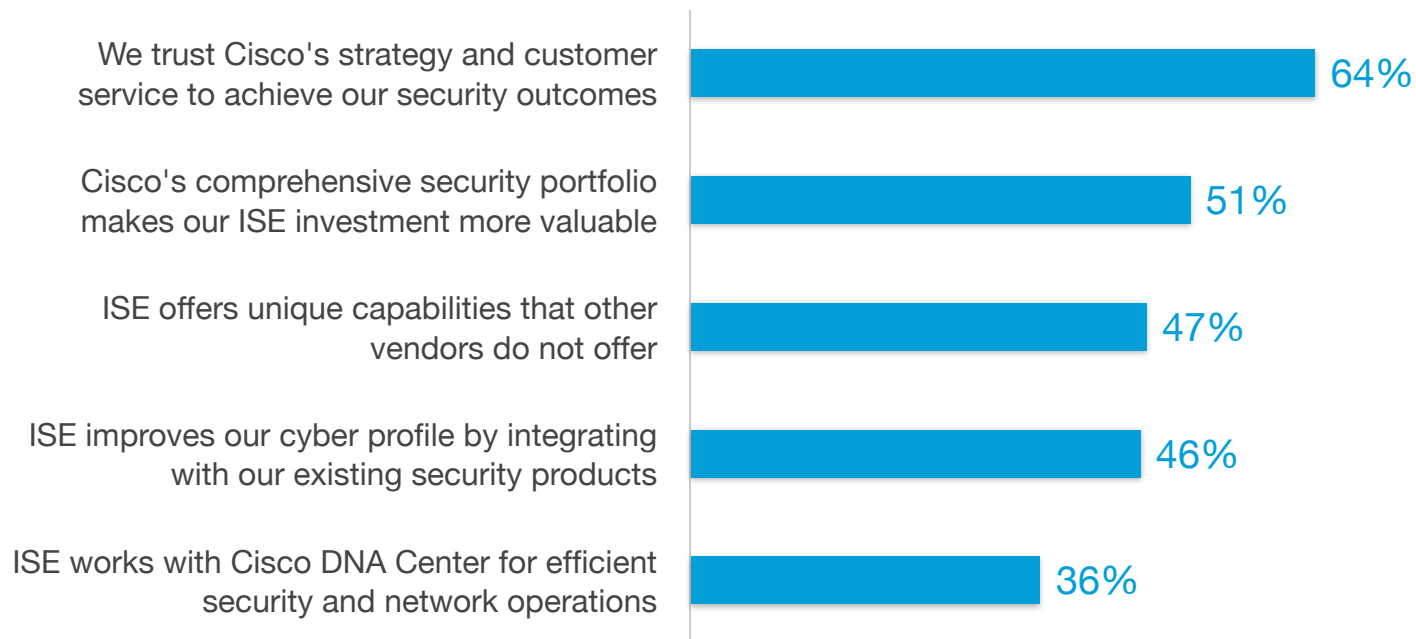 We trust Cisco's strategy and customer
service to achieve our security outcomes
64%
Cisco's comprehensive security portfolio
makes our ISE investment more valuable
51%
ISE offers unique capabilities that other
vendors do not offer
47%
ISE improves our cyber profile by integrating
with our existing security products
46%
ISE works with Cisco DNA Center for efficient
security and network operations
36%